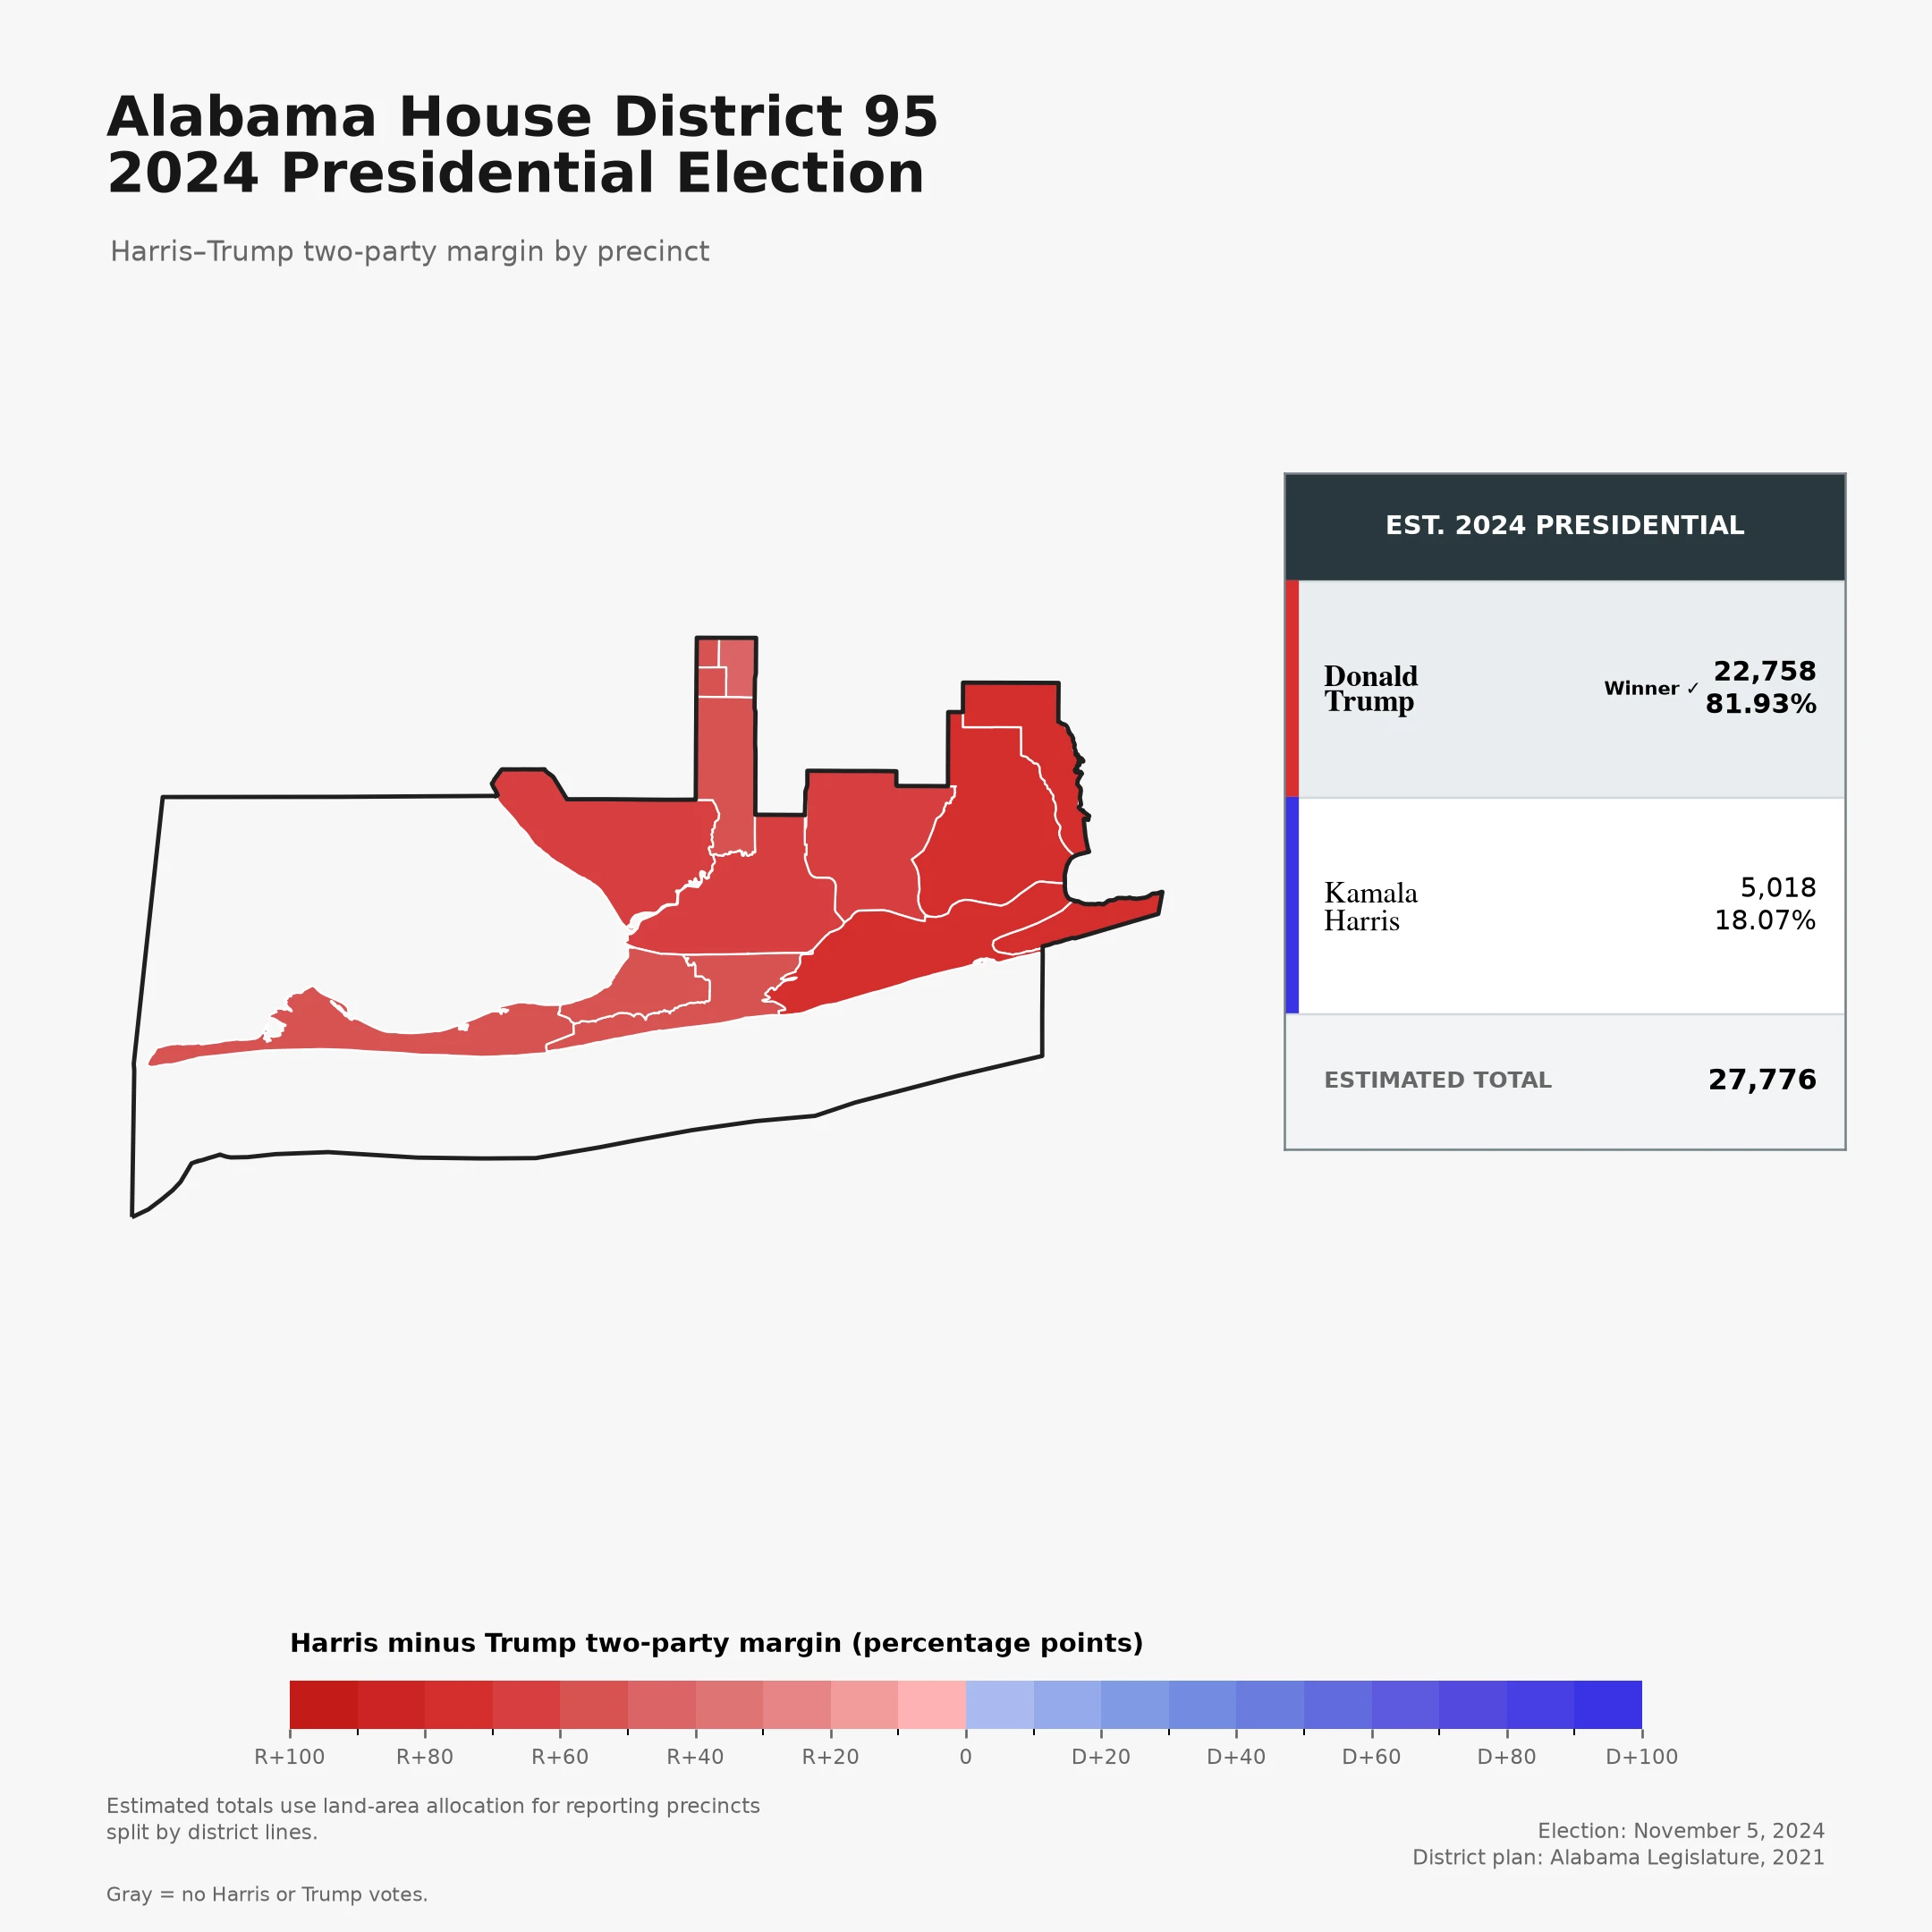 Alabama House District 95
2024 Presidential Election
Harris–Trump two-party margin by precinct
EST. 2024 PRESIDENTIAL
Donald
Trump
Winner ✓
22,758
81.93%
Kamala
Harris
5,018
18.07%
ESTIMATED TOTAL
27,776
Harris minus Trump two-party margin (percentage points)
R+100 R+80 R+60 R+40 R+20 0 D+20 D+40 D+60 D+80 D+100
Estimated totals use land-area allocation for reporting precincts
split by district lines.
Gray = no Harris or Trump votes.
Election: November 5, 2024
District plan: Alabama Legislature, 2021